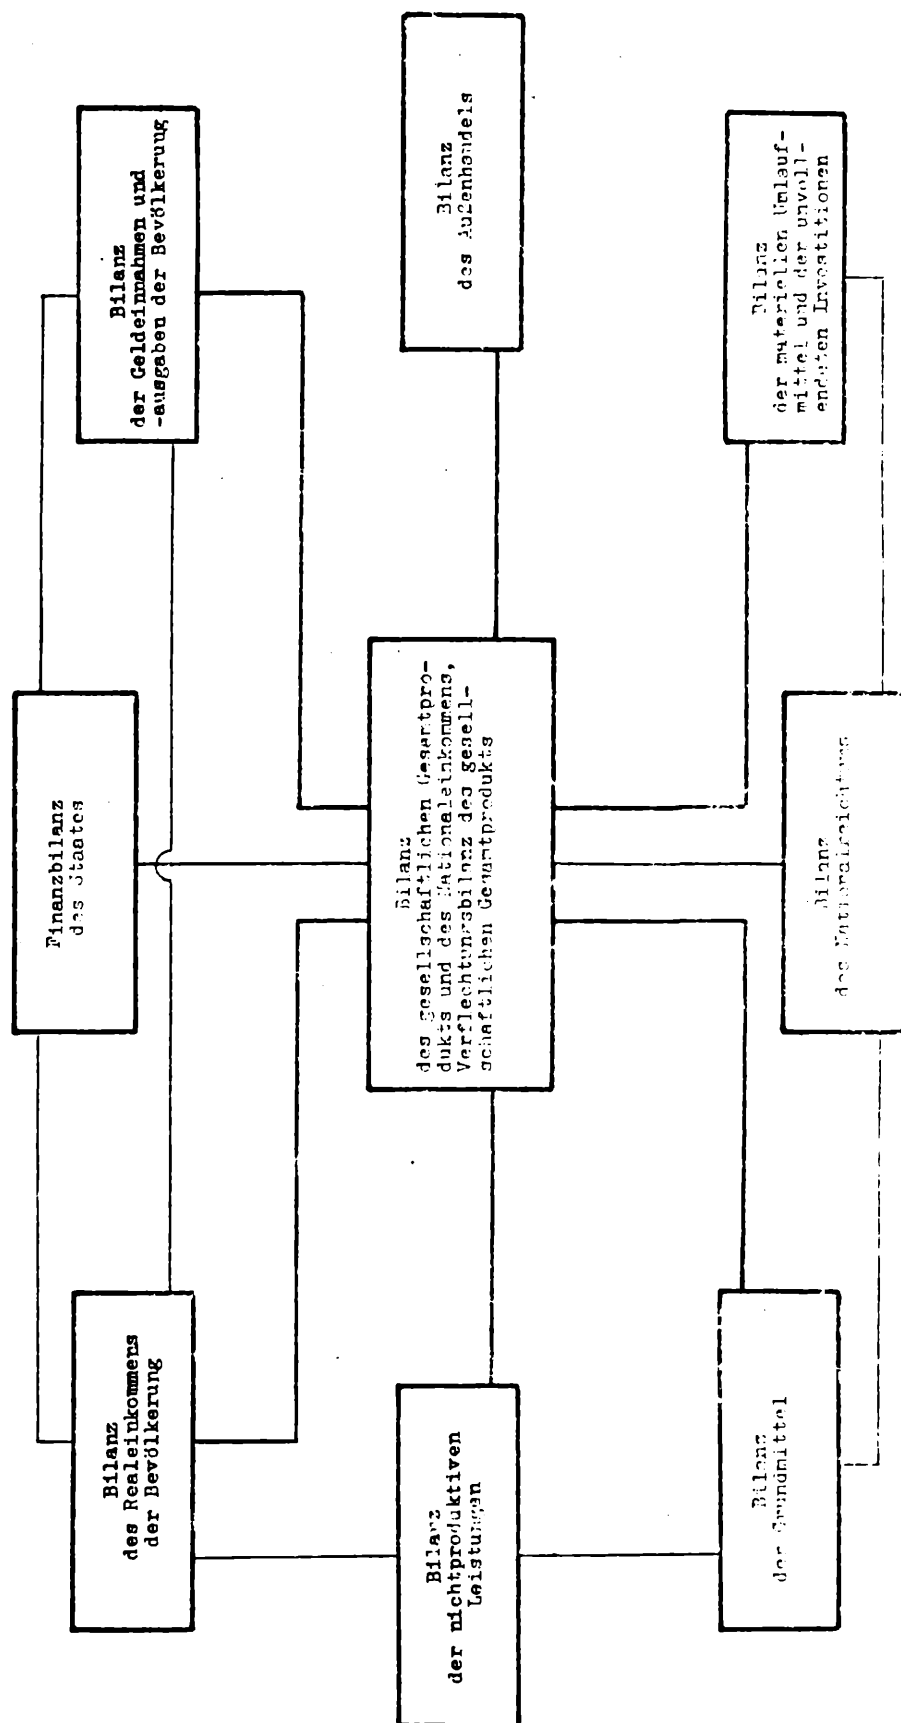 Bilanz
des Realeinkommens
der Bevölkerung
Finanzbilanz
des Staates
Bilanz
der Geldeinnahmen und
-ausgaben der Bevölkerung
Bilanz
der nichtproduktiven
Leistungen
Bilanz
des gesellschaftlichen Gesamtpro-
dukts und des Nationaleinkommens,
Verflechtungsbilanz des gesell-
schaftlichen Gesamtprodukts
Bilanz
des Außenhandels
Bilanz
der Grundmittel
Bilanz
des
Bilanz
der materiellen Umlauf-
mittel und der unvoll-
endeten Investitionen